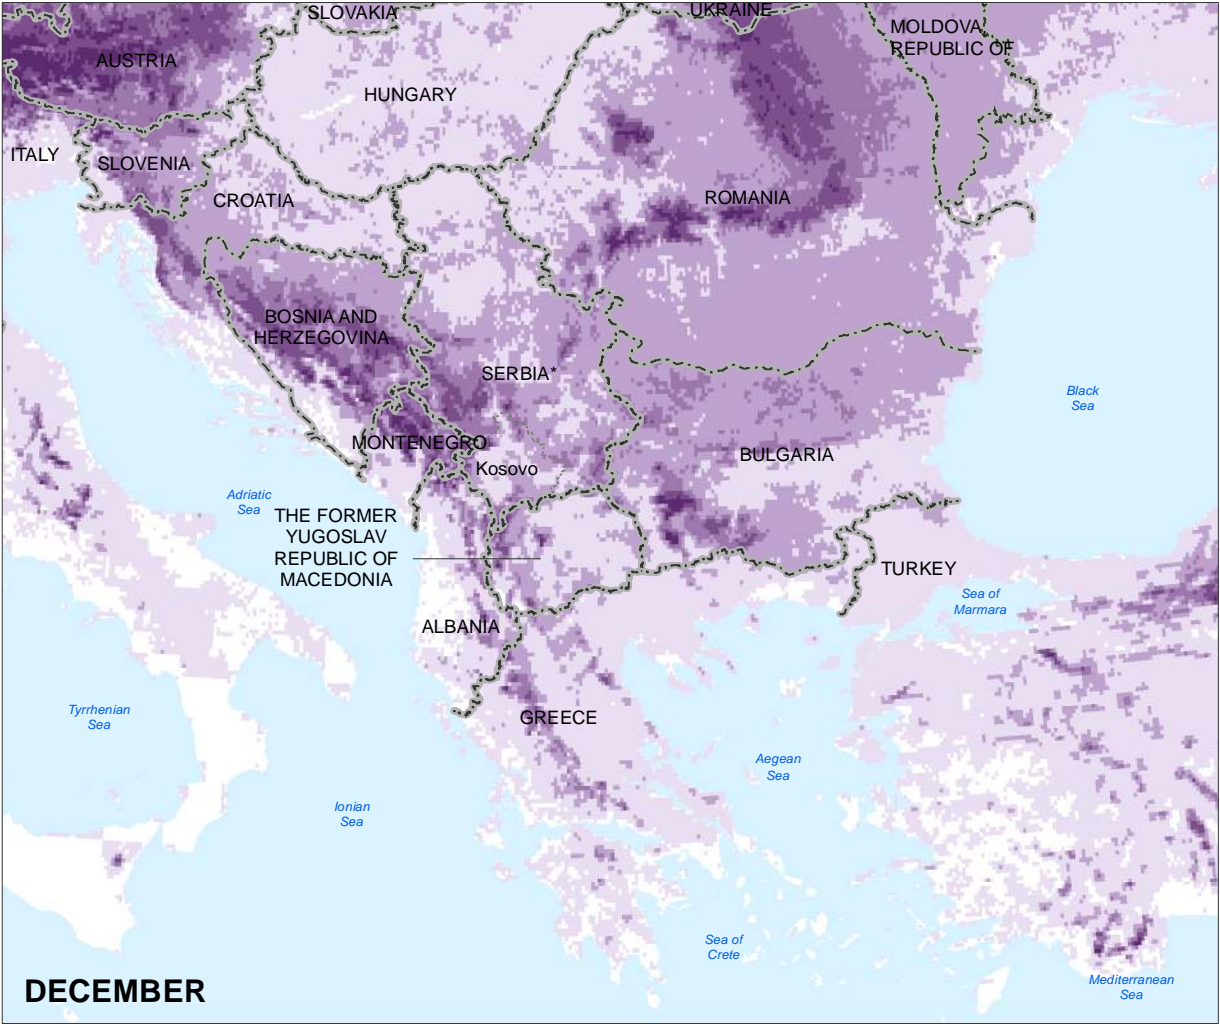 SLOVAKIA
UKRAINE
MOLDOVA,
REPUBLIC OF
AUSTRIA
HUNGARY
ITALY
SLOVENIA
CROATIA
ROMANIA
BOSNIA AND
HERZEGOVINA
SERBIA*
Black
Sea
MONTENEGRO
BULGARIA
Kosovo
Adriatic
Sea
THE FORMER
YUGOSLAV
REPUBLIC OF
MACEDONIA
TURKEY
Sea of
Marmara
ALBANIA
Tyrrhenian
Sea
GREECE
Aegean
Sea
Ionian
Sea
Sea of
Crete
DECEMBER
Mediterranean
Sea